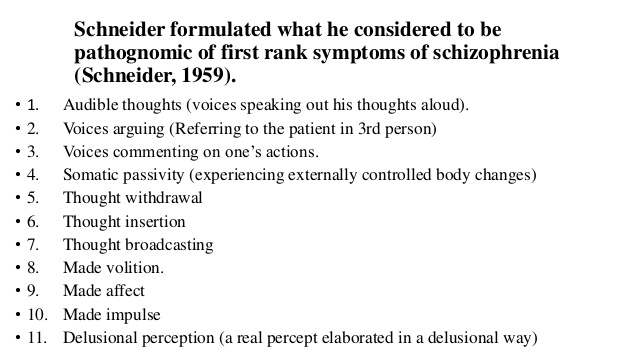 Schneider formulated what he considered to be
pathognomic of first rank symptoms of schizophrenia
(Schneider, 1959).
• 1. Audible thoughts (voices speaking out his thoughts aloud).
• 2. Voices arguing (Referring to the patient in 3rd person)
• 3. Voices commenting on one's actions.
• 4. Somatic passivity (experiencing externally controlled body changes)
• 5. Thought withdrawal
• 6. Thought insertion
• 7. Thought broadcasting
• 8. Made volition.
• 9. Made affect
• 10. Made impulse
• 11. Delusional perception (a real percept elaborated in a delusional way)